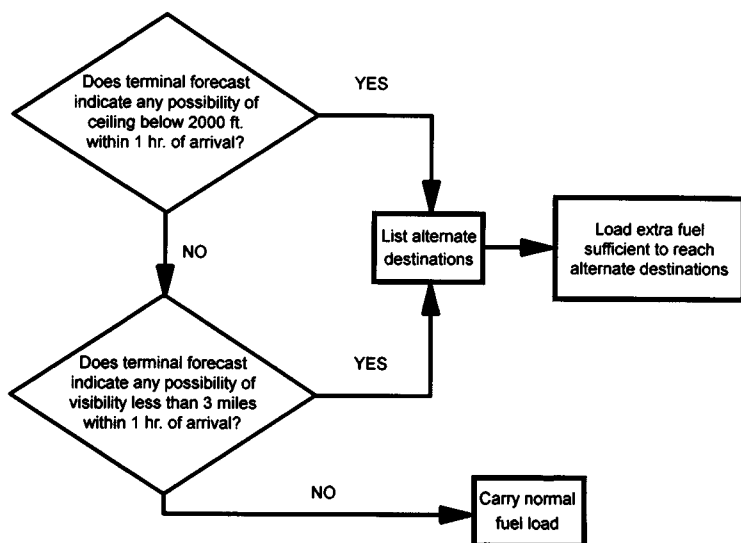 Does terminal forecast
indicate any possibility of
ceiling below 2000 ft.
within 1 hr. of arrival?
YES
NO
List alternate
destinations
Load extra fuel
sufficient to reach
alternate destinations
Does terminal forecast
indicate any possibility of
visibility less than 3 miles
within 1 hr. of arrival?
YES
NO
Carry normal
fuel load